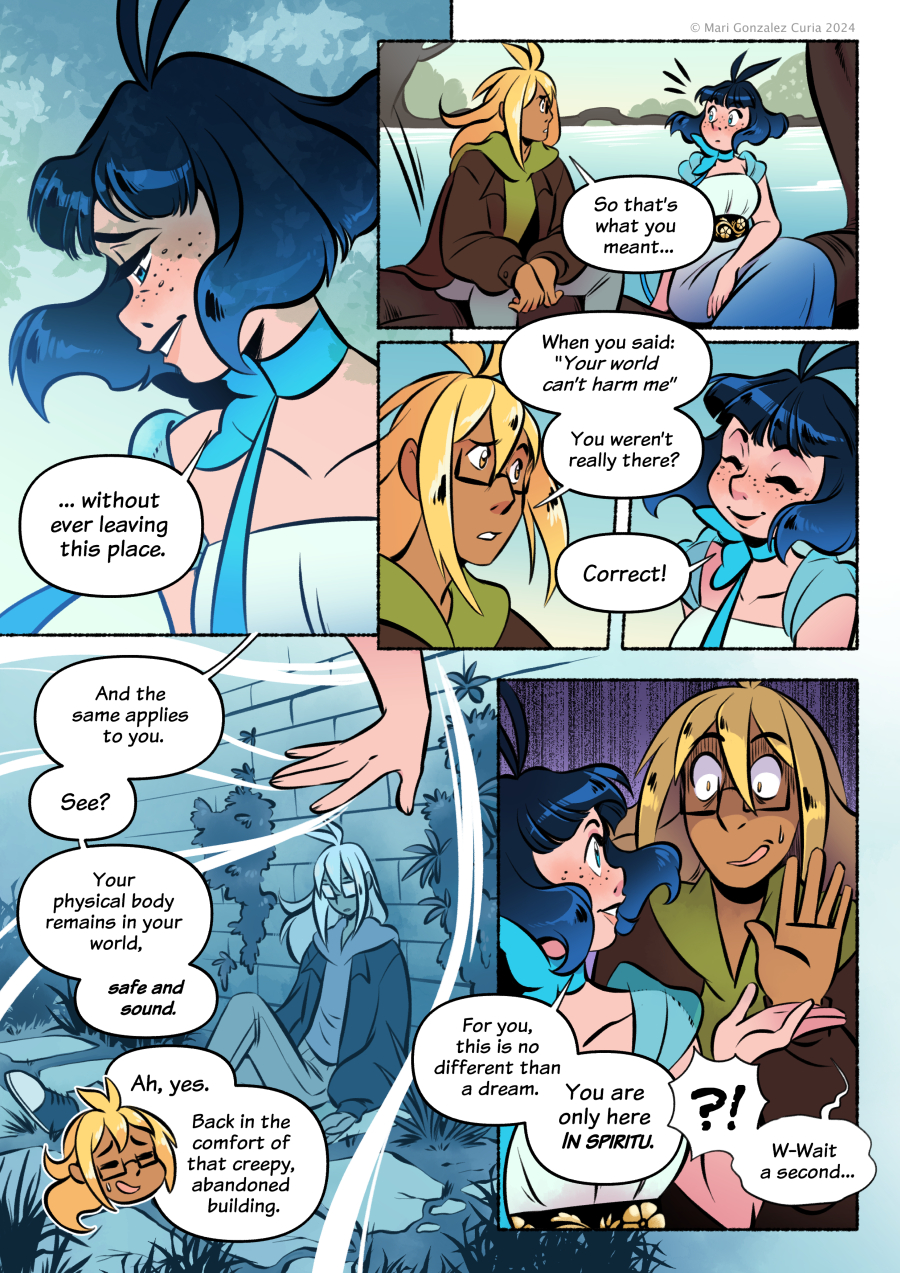 © Mari Gonzalez Curia 2024
... without
ever leaving
this place.
So that's
what you
meant...
When you said:
"Your world
can't harm me"
You weren't
really there?
Correct!
And the
same applies
to you.
See?
Your
physical body
remains in your
world,
safe and
sound.
Ah, yes.
Back in the
comfort of
that creepy,
abandoned
building.
For you,
this is no
different than
a dream.
You are
only here
IN SPIRITU.
?!
W-Wait
a second...